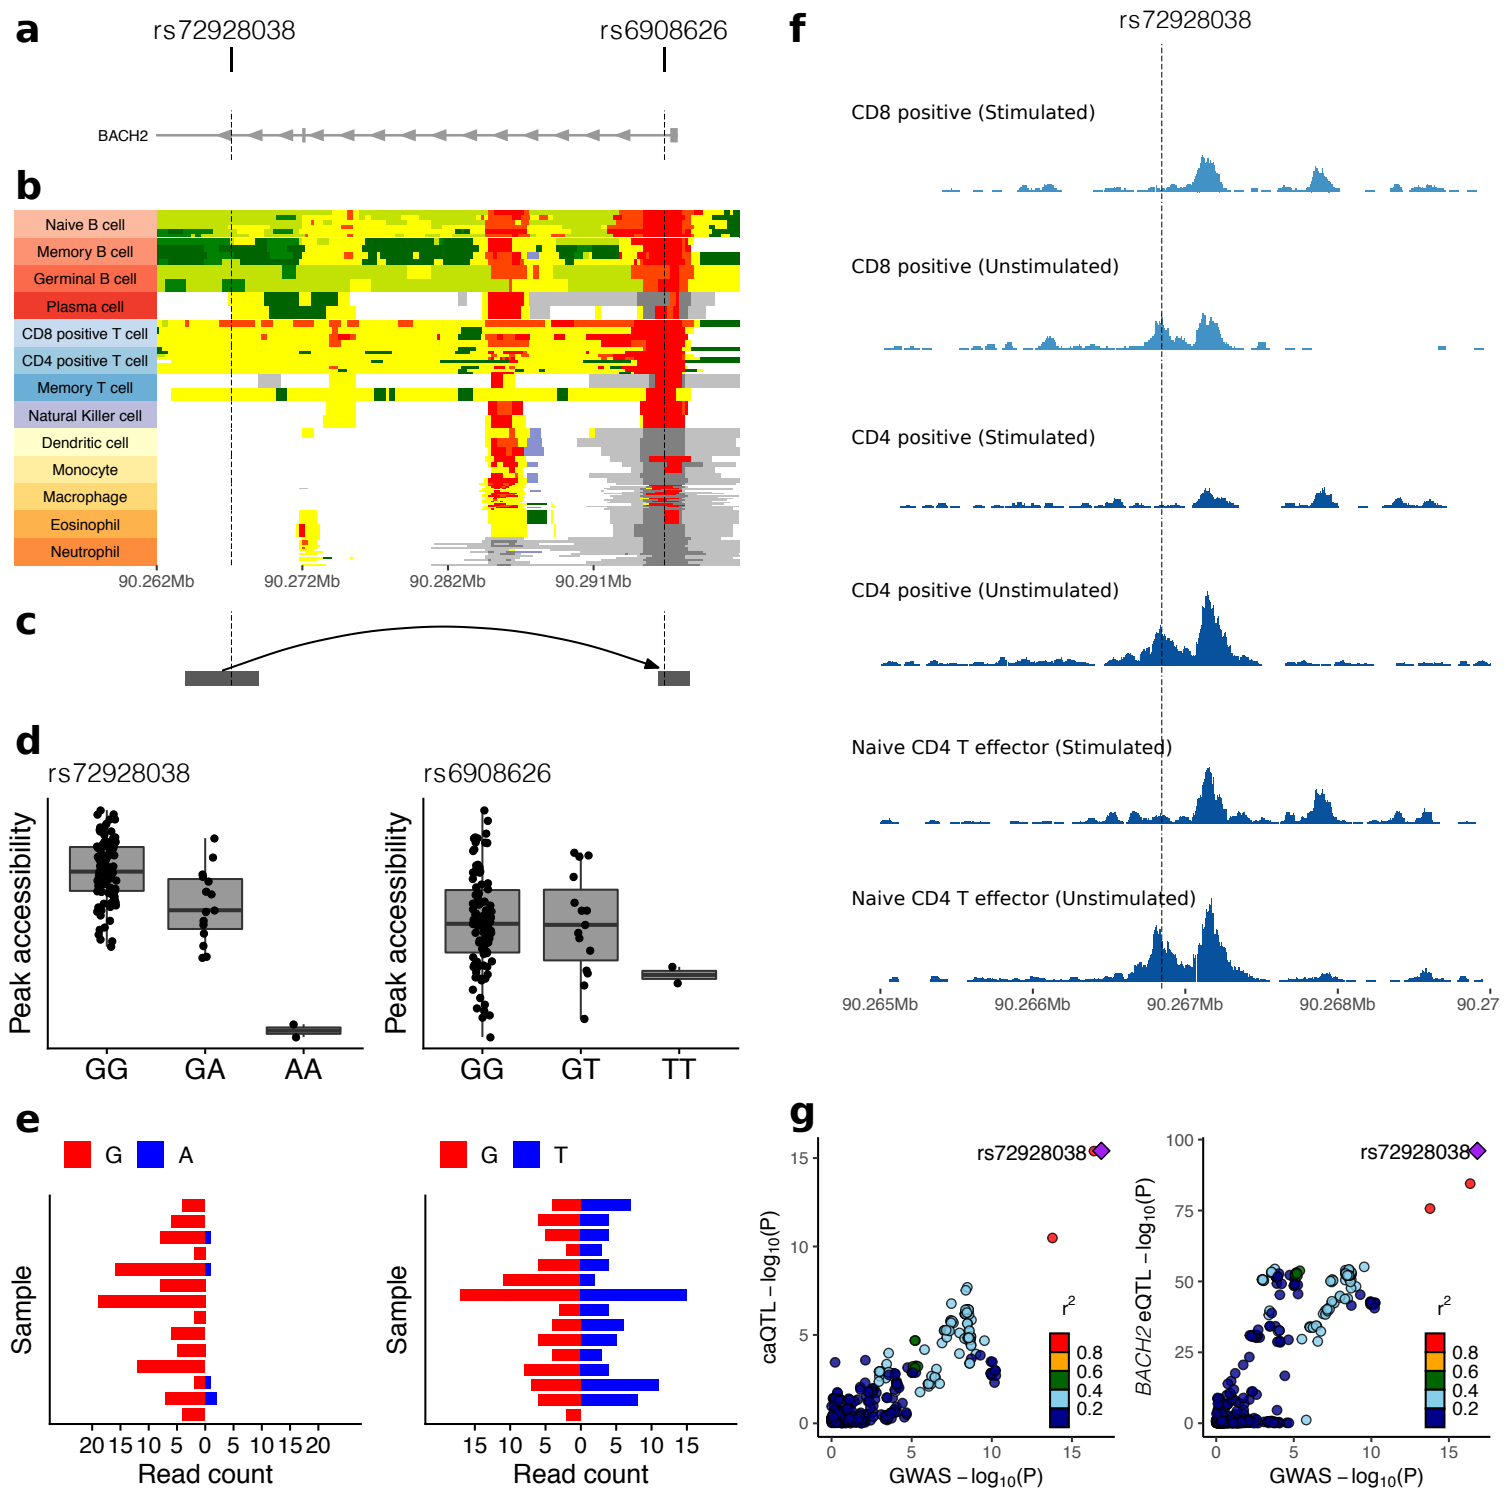 a
rs72928038
rs6908626
BACH2
b
Naive B cell
Memory B cell
Germinal B cell
Plasma cell
CD8 positive T cell
CD4 positive T cell
Memory T cell
Natural Killer cell
Dendritic cell
Monocyte
Macrophage
Eosinophil
Neutrophil
90.262Mb 90.272Mb 90.282Mb 90.291Mb
c
d
rs72928038
Peak accessibility
GG GA AA
rs6908626
Peak accessibility
GG GT TT
e
G A
Sample
20 15 10 5 0 5 10 15 20
Read count
G T
Sample
15 10 5 0 5 10 15
Read count
f
rs72928038
CD8 positive (Stimulated)
CD8 positive (Unstimulated)
CD4 positive (Stimulated)
CD4 positive (Unstimulated)
Naive CD4 T effector (Stimulated)
Naive CD4 T effector (Unstimulated)
90.265Mb 90.266Mb 90.267Mb 90.268Mb 90.27
g
rs72928038
caQTL −log10(P)
15
10
5
0
0 5 10 15
GWAS −log10(P)
r2
0.8
0.6
0.4
0.2
rs72928038
BACH2 eQTL −log10(P)
100
75
50
25
0
0 5 10 15
GWAS −log10(P)
r2
0.8
0.6
0.4
0.2